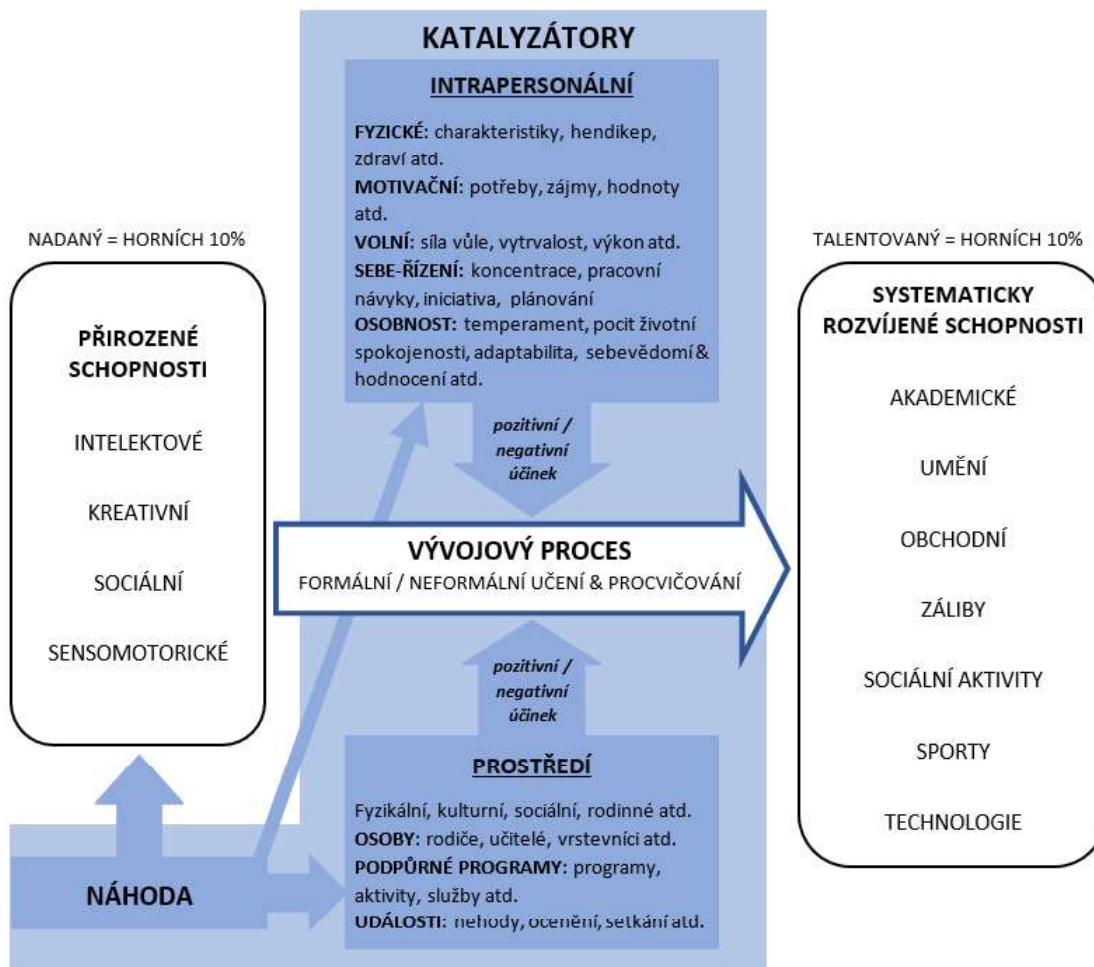 KATALYZÁTORY
INTRAPERSONÁLNÍ
FYZICKÉ: charakteristiky, hendikep,
zdraví atd.
MOTIVAČNÍ: potřeby, zájmy, hodnoty
atd.
VOLNÍ: síla vůle, vytrvalost, výkon atd.
SEBE-ŘÍZENÍ: koncentrace, pracovní
návyky, iniciativa, plánování
OSOBNOST: temperament, pocit životní
spokojenosti, adaptabilita, sebevědomí &
hodnocení atd.
pozitivní /
negativní
účinek
NADANÝ = HORNÍCH 10%
PŘIROZENÉ
SCHOPNOSTI
INTELEKTOVÉ
KREATIVNÍ
SOCIÁLNÍ
SENSOMOTORICKÉ
VÝVOJOVÝ PROCES
FORMÁLNÍ / NEFORMÁLNÍ UČENÍ & PROCVIČOVÁNÍ
TALENTOVANÝ = HORNÍCH 10%
SYSTEMATICKY
ROZVÍJENÉ SCHOPNOSTI
AKADEMICKÉ
UMĚNÍ
OBCHODNÍ
ZÁLIBY
SOCIÁLNÍ AKTIVITY
SPORTY
TECHNOLOGIE
pozitivní /
negativní
účinek
PROSTŘEDÍ
Fyzikální, kulturní, sociální, rodinné atd.
OSOBY: rodiče, učitelé, vrstevníci atd.
PODPŮRNÉ PROGRAMY: programy,
aktivity, služby atd.
UDÁLOSTI: nehody, ocenění, setkání atd.
NÁHODA